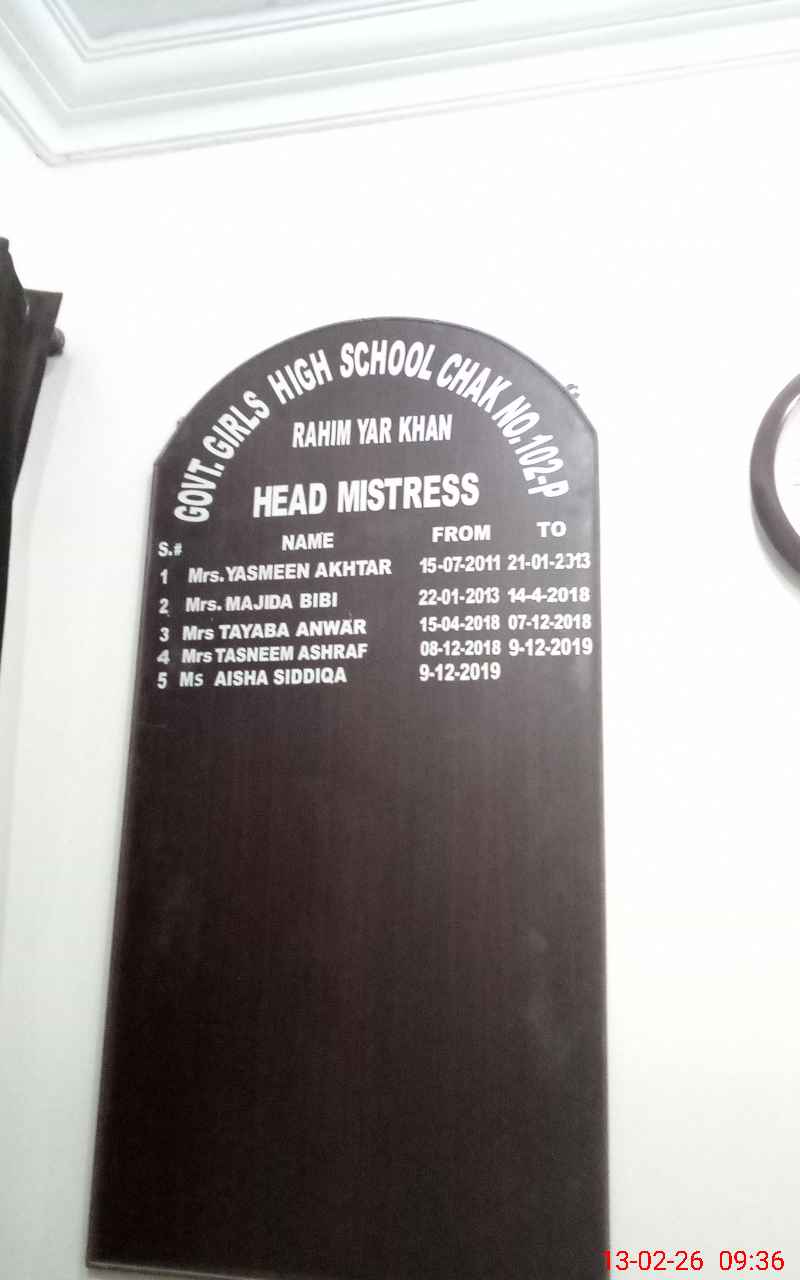 GOVT. GIRLS HIGH SCHOOL CHAK NO.102-P
RAHIM YAR KHAN
HEAD MISTRESS
S.# NAME FROM TO
1 Mrs. YASMEEN AKHTAR 15-07-2011 21-01-2013
2 Mrs. MAJIDA BIBI 22-01-2013 14-4-2018
3 Mrs TAYABA ANWAR 15-04-2018 07-12-2018
4 Mrs TASNEEM ASHRAF 08-12-2018 9-12-2019
5 Ms AISHA SIDDIQA 9-12-2019
13-02-26 09:36